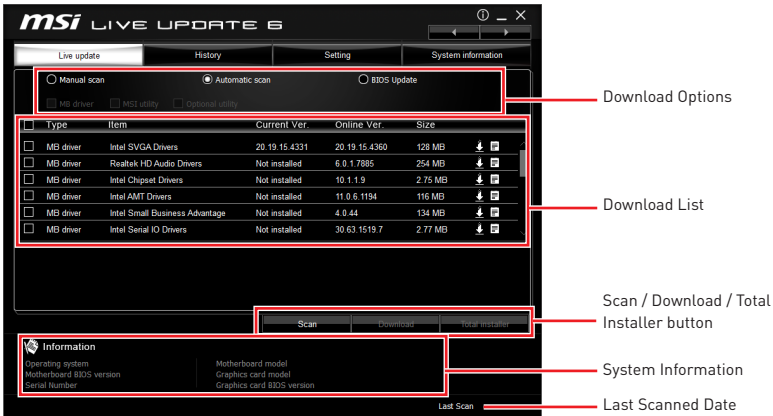 msi LIVE UPDATE 6
Live update History Setting System information
Manual scan Automatic scan BIOS Update
MB driver MSI utility Optional utility
Download Options
Type Item Current Ver. Online Ver. Size
MB driver Intel SVGA Drivers 20.19.15.4331 20.19.15.4360 128 MB
MB driver Realtek HD Audio Drivers Not installed 6.0.1.7885 254 MB
MB driver Intel Chipset Drivers Not installed 10.1.1.9 2.75 MB
MB driver Intel AMT Drivers Not installed 11.0.6.1194 116 MB
MB driver Intel Small Business Advantage Not installed 4.0.44 134 MB
MB driver Intel Serial IO Drivers Not installed 30.63.1519.7 2.77 MB
Download List
Scan Download Total Installer
Scan / Download / Total
Installer button
Information
Operating system Motherboard model
Motherboard BIOS version Graphics card model
Serial Number Graphics card BIOS version
System Information
Last Scan
Last Scanned Date